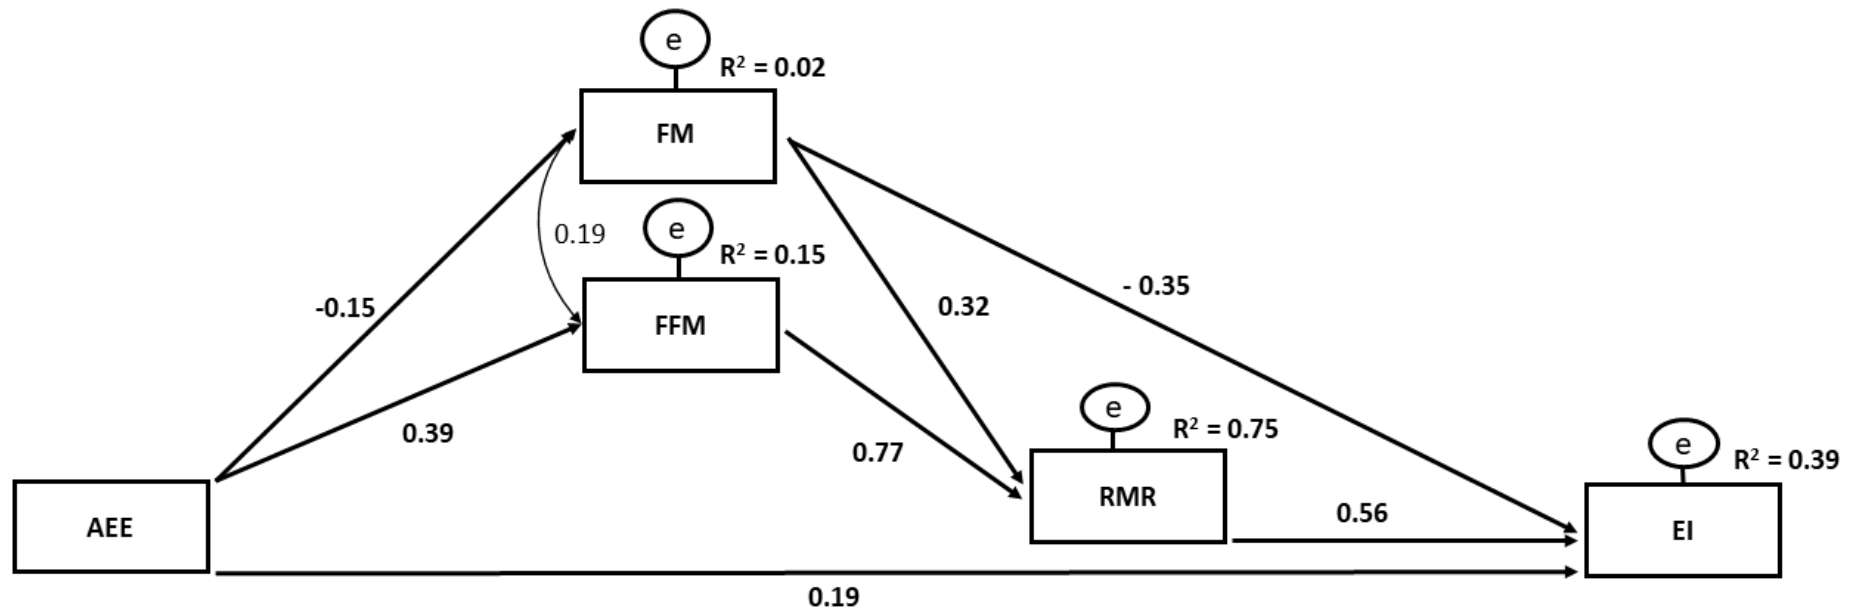 e
R² = 0.02
FM
e
0.19
R² = 0.15
- 0.35
-0.15
0.32
FFM
e
R² = 0.75
0.39
0.77
e
R² = 0.39
RMR
0.56
AEE
EI
0.19